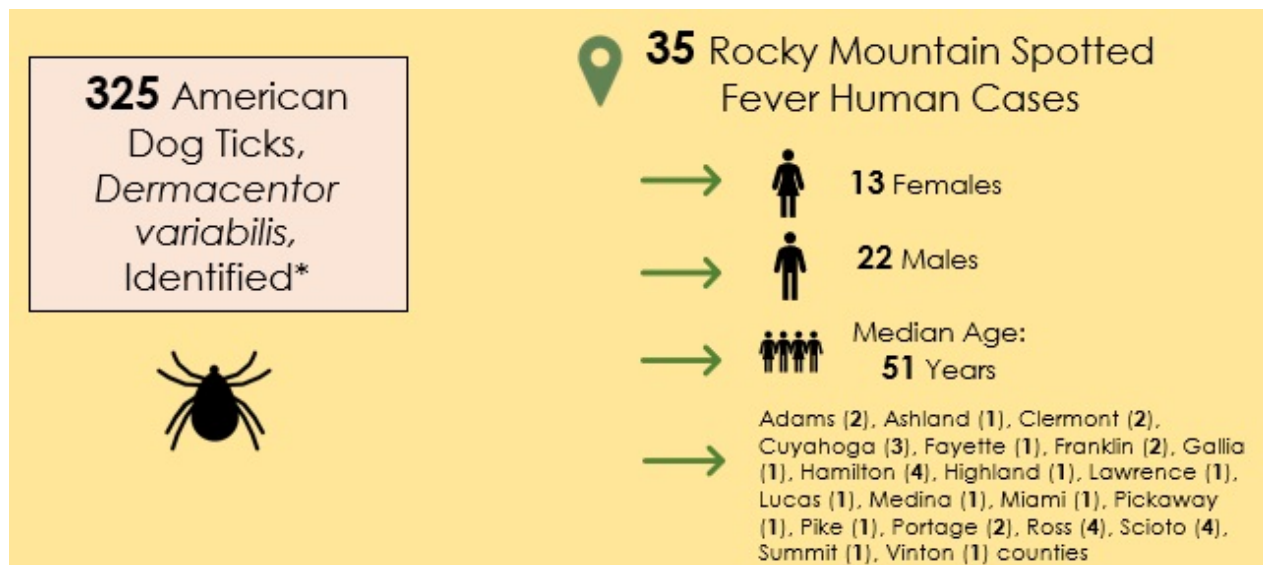 325 American
Dog Ticks,
Dermacentor
variabilis,
Identified*
35 Rocky Mountain Spotted
Fever Human Cases
13 Females
22 Males
Median Age:
51 Years
Adams (2), Ashland (1), Clermont (2),
Cuyahoga (3), Fayette (1), Franklin (2), Gallia
(1), Hamilton (4), Highland (1), Lawrence (1),
Lucas (1), Medina (1), Miami (1), Pickaway
(1), Pike (1), Portage (2), Ross (4), Scioto (4),
Summit (1), Vinton (1) counties